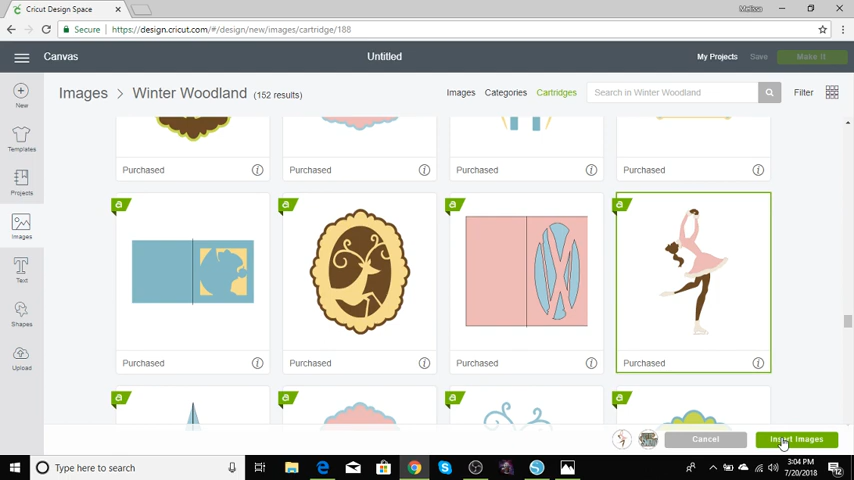 Cricut Design Space
Melissa
Secure
https://design.cricut.com/#/design/new/images/cartridge/188
Canvas
Untitled
My Projects
Save
Make It
New
Templates
Projects
Images
Text
Shapes
Upload
Images > Winter Woodland (152 results)
Images
Categories
Cartridges
Search in Winter Woodland
Filter
Purchased
Purchased
Purchased
Purchased
a
a
a
a
Purchased
Purchased
Purchased
Purchased
a
a
a
a
Cancel
Insert Images
Type here to search
3:04 PM
7/20/2018